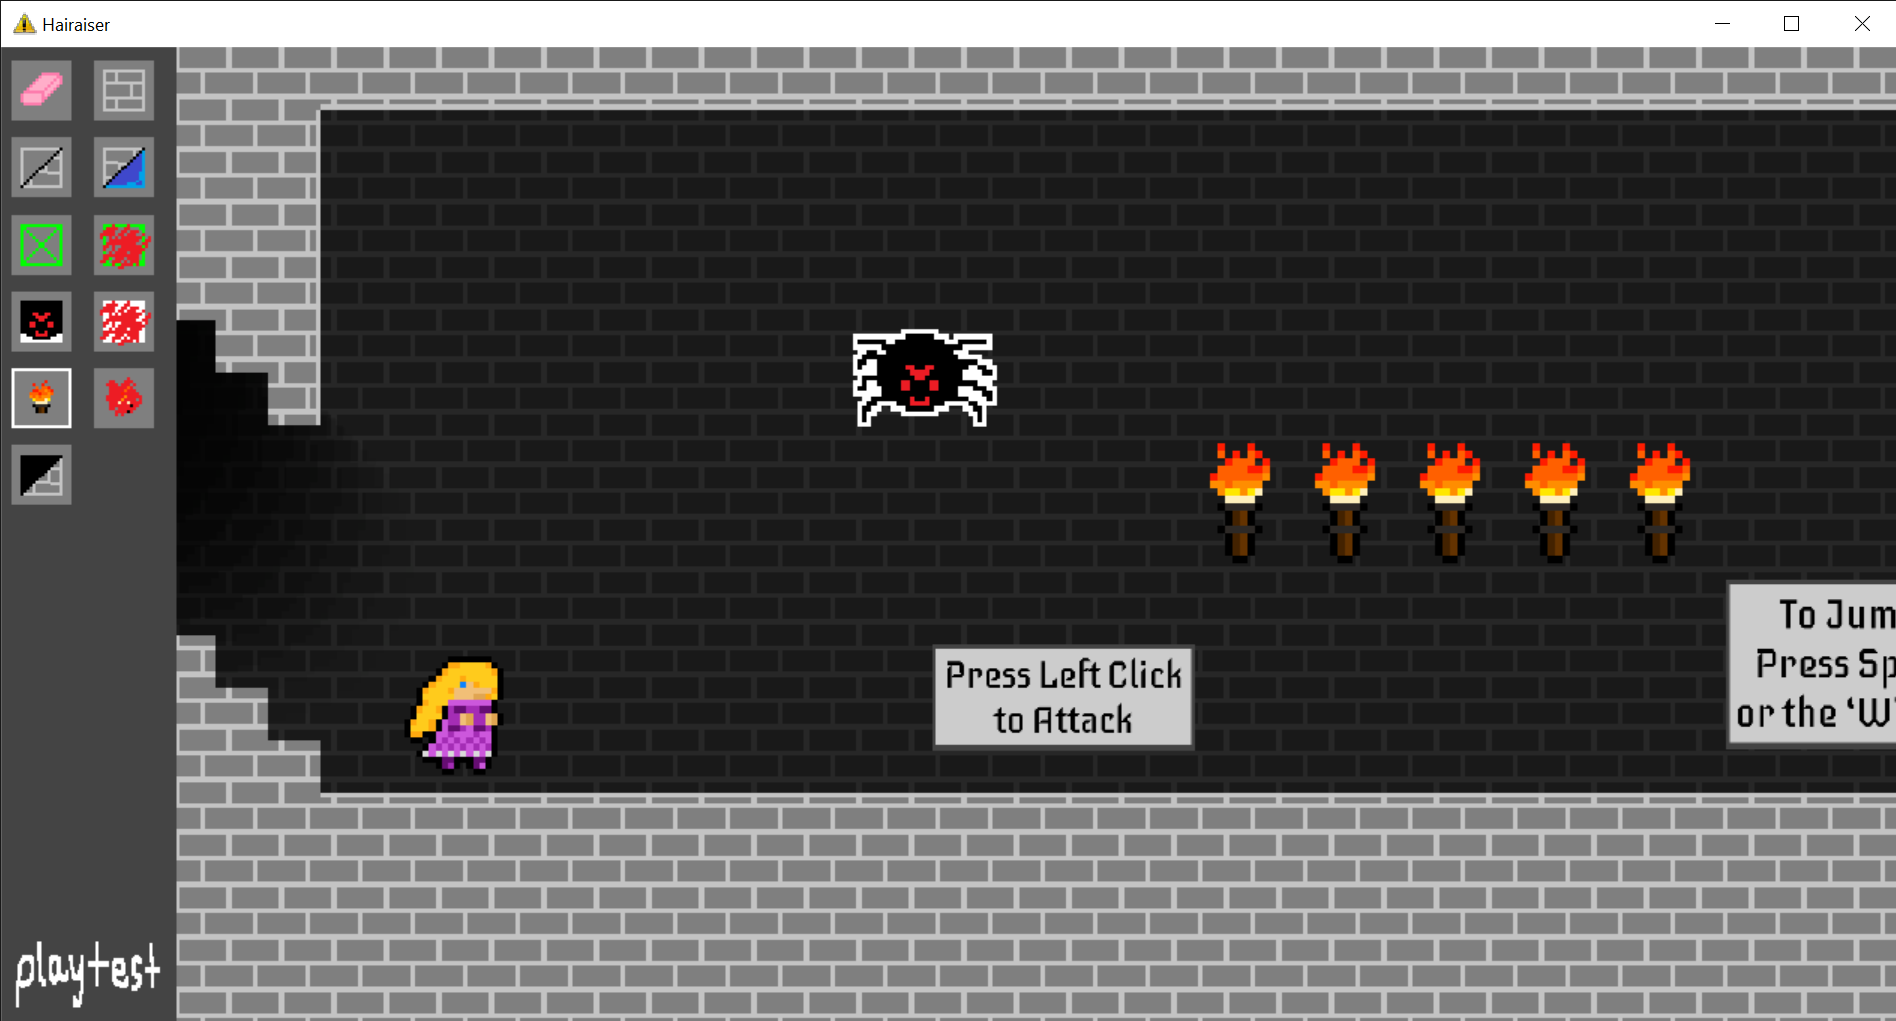 Hairaiser
Press Left Click
to Attack
To Jum
Press Sp
or the ‘W’
playtest